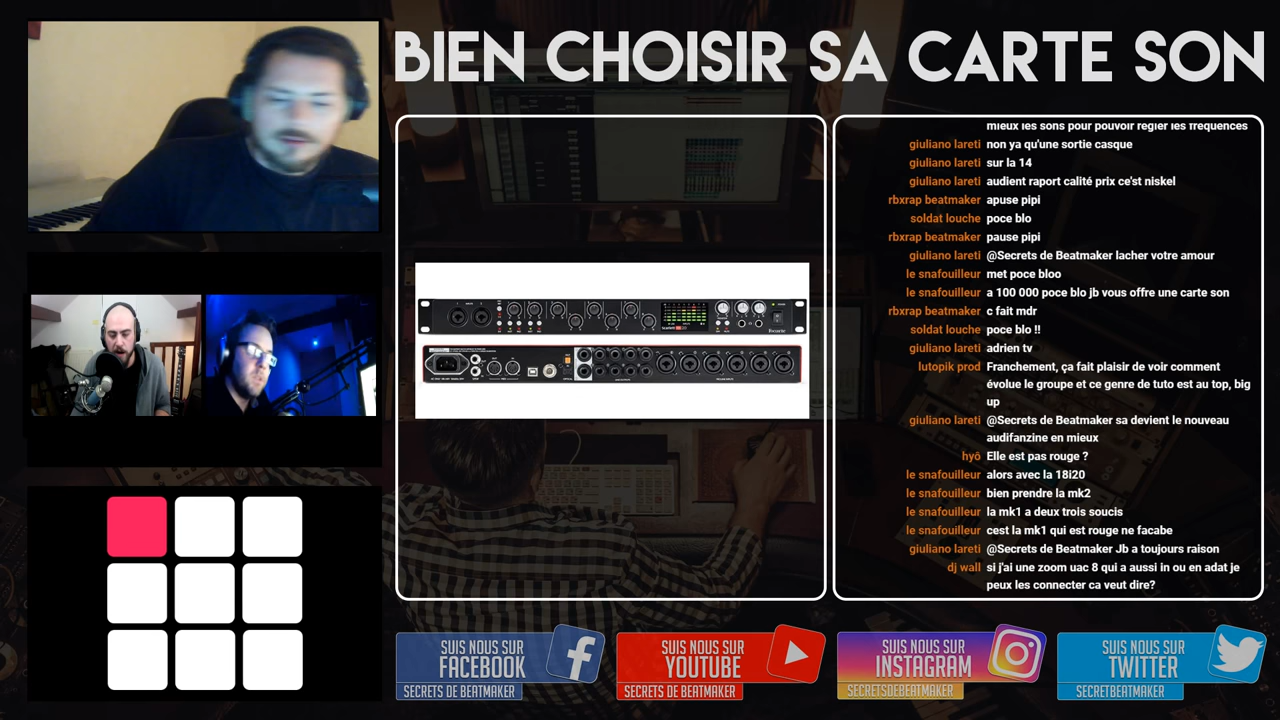 BIEN CHOISIR SA CARTE SON
mieux les sons pour pouvoir regler les frequences
giuliano lareti non ya qu'une sortie casque
giuliano lareti sur la 14
giuliano lareti audient raport calité prix ce'st niskel
rbxrap beatmaker apuse pipi
soldat louche poce blo
rbxrap beatmaker pause pipi
giuliano lareti @Secrets de Beatmaker lacher votre amour
le snafouilleur met poce bloo
le snafouilleur a 100 000 poce blo jb vous offre une carte son
rbxrap beatmaker c fait mdr
soldat louche poce blo !!
giuliano lareti adrien tv
lutopik prod Franchement, ça fait plaisir de voir comment
évolue le groupe et ce genre de tuto est au top, big
up
giuliano lareti @Secrets de Beatmaker sa devient le nouveau
audifanzine en mieux
hyô Elle est pas rouge ?
le snafouilleur alors avec la 18i20
le snafouilleur bien prendre la mk2
le snafouilleur la mk1 a deux trois soucis
le snafouilleur cest la mk1 qui est rouge ne facabe
giuliano lareti @Secrets de Beatmaker Jb a toujours raison
dj wall si j'ai une zoom uac 8 qui a aussi in ou en adat je
peux les connecter ca veut dire?
Focusrite
SUIS NOUS SUR
FACEBOOK
SECRETS DE BEATMAKER
SUIS NOUS SUR
YOUTUBE
SECRETS DE BEATMAKER
SUIS NOUS SUR
INSTAGRAM
SECRETSDEBEATMAKER
SUIS NOUS SUR
TWITTER
SECRETBEATMAKER